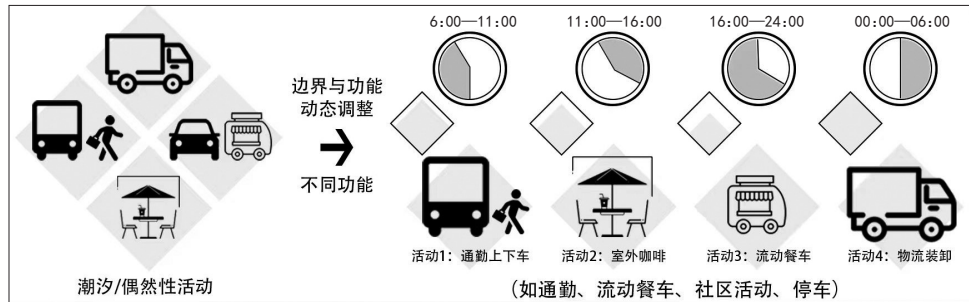 潮汐/偶然性活动
边界与功能
动态调整
不同功能
6:00—11:00
11:00—16:00
16:00—24:00
00:00—06:00
活动1：通勤上下车
活动2：室外咖啡
活动3：流动餐车
活动4：物流装卸
（如通勤、流动餐车、社区活动、停车）